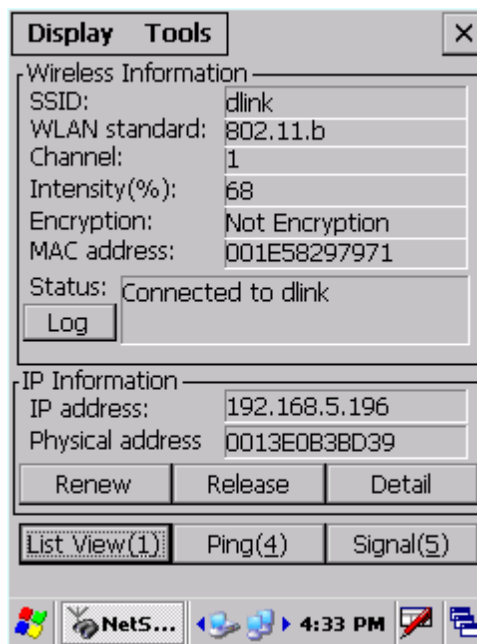 Display Tools
Wireless Information
SSID: dlink
WLAN standard: 802.11.b
Channel: 1
Intensity(%): 68
Encryption: Not Encryption
MAC address: 001E58297971
Status: Connected to dlink
Log
IP Information
IP address: 192.168.5.196
Physical address 0013E0B3BD39
Renew Release Detail
List View(1) Ping(4) Signal(5)
NetS... 4:33 PM